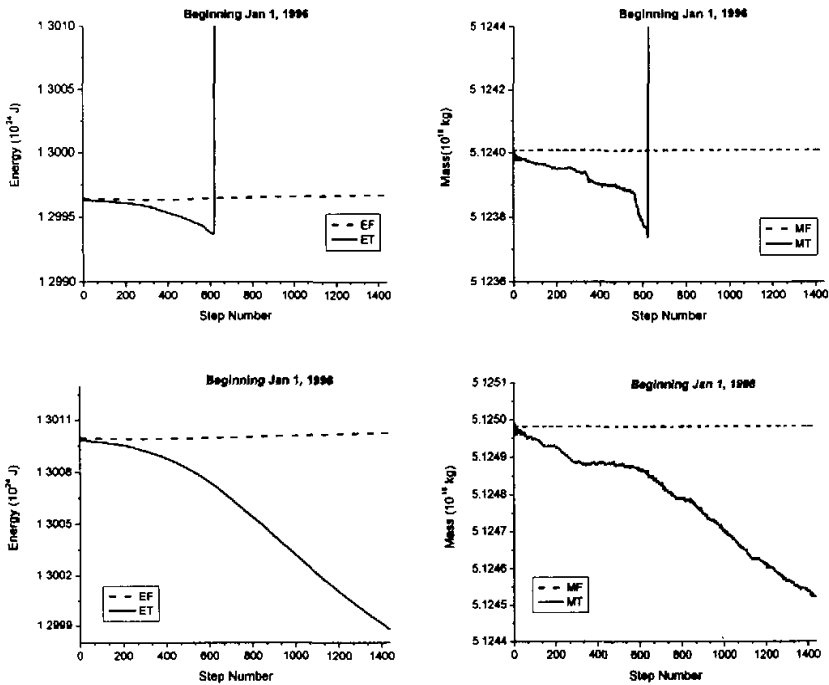 Beginning Jan 1, 1996
1 3010
1 3005
1 3000
1 2995
1 2990
Energy (10²⁴ J)
EF
ET
0 200 400 600 800 1000 1200 1400
Step Number
Beginning Jan 1, 1996
5 1244
5 1242
5 1240
5 1238
5 1236
Mass(10¹⁸ kg)
MF
MT
0 200 400 600 800 1000 1200 1400
Step Number
Beginning Jan 1, 1998
1 3011
1 3008
1 3005
1 3002
1 2999
Energy (10²⁴ J)
EF
ET
0 200 400 600 800 1000 1200 1400
Step Number
Beginning Jan 1, 1998
5 1251
5 1250
5 1249
5 1248
5 1247
5 1246
5 1245
5 1244
Mass (10¹⁸ kg)
MF
MT
0 200 400 600 800 1000 1200 1400
Step Number